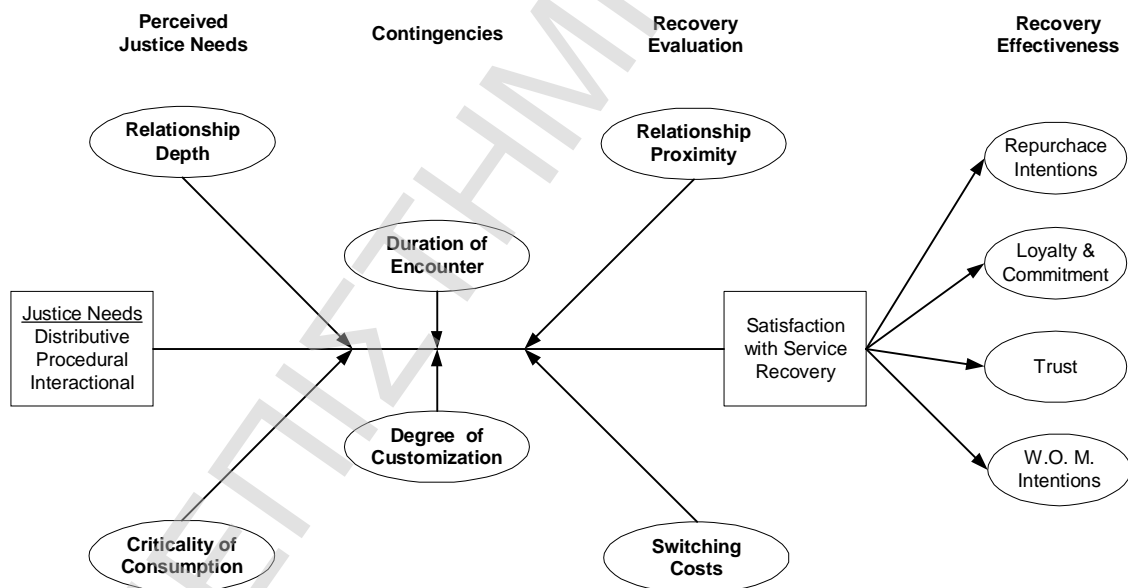 Perceived
Justice Needs
Contingencies
Recovery
Evaluation
Recovery
Effectiveness
Relationship
Depth
Relationship
Proximity
Repurchace
Intentions
Duration of
Encounter
Loyalty &
Commitment
Justice Needs
Distributive
Procedural
Interactional
Satisfaction
with Service
Recovery
Trust
Degree of
Customization
W.O. M.
Intentions
Criticality of
Consumption
Switching
Costs
ΕΠΙΣΤΗΜ